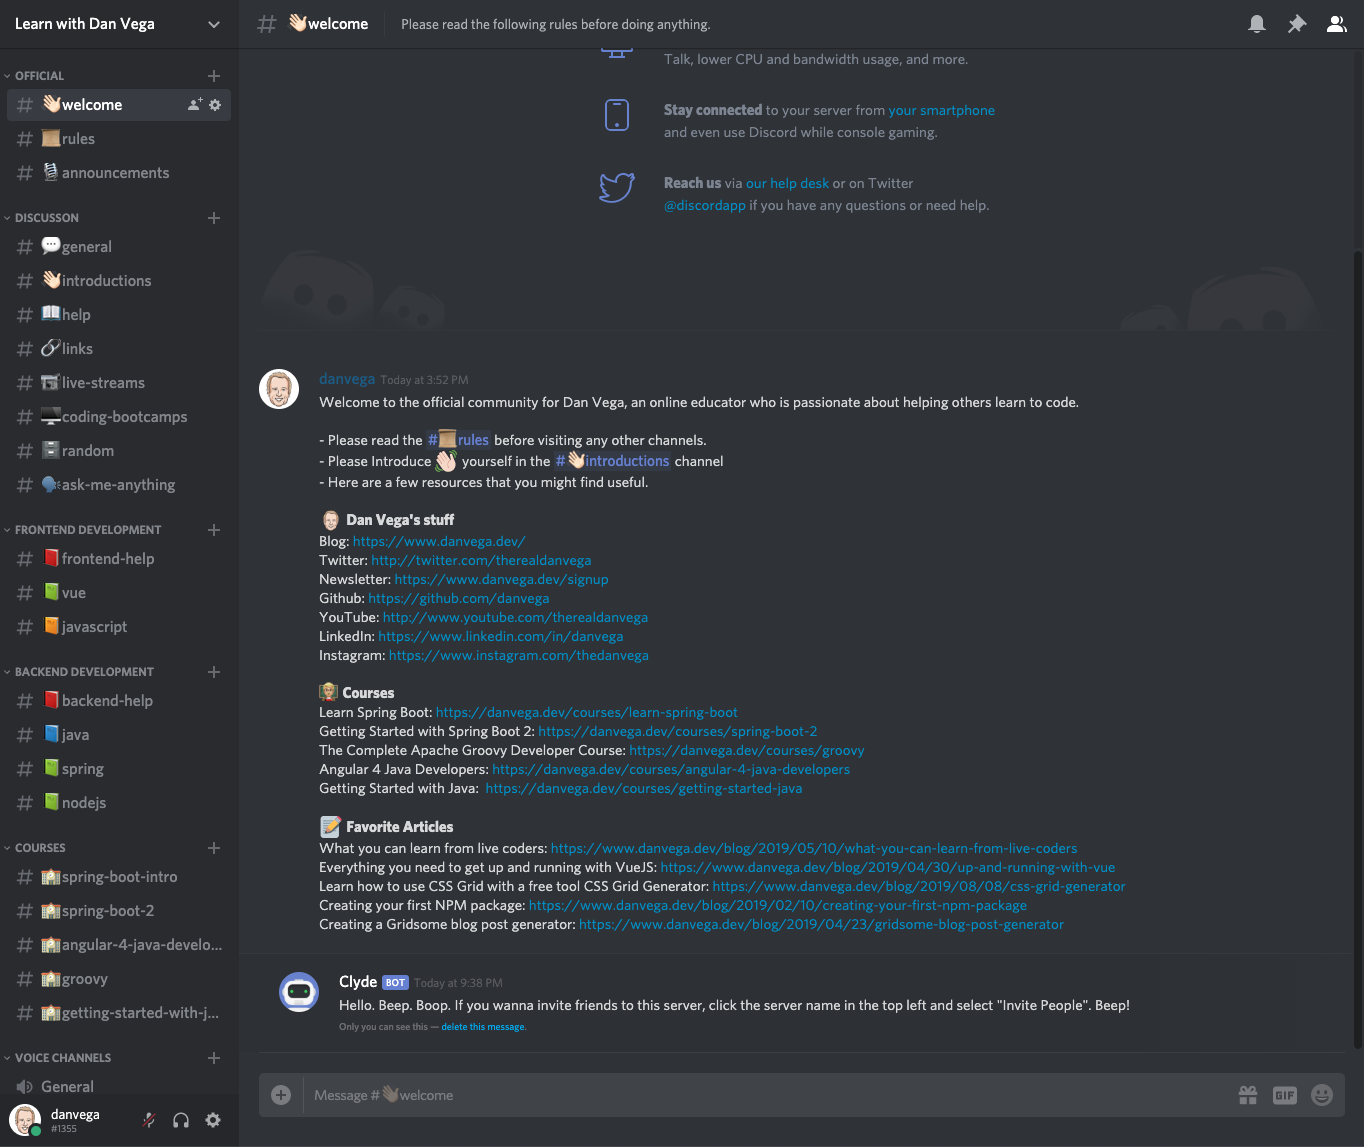 Learn with Dan Vega
OFFICIAL
# 👋🏻welcome
# 📜rules
# 🎙announcements
DISCUSSON
# 💬general
# 👋🏻introductions
# 📖help
# 🔗links
# 📹live-streams
# 🖥coding-bootcamps
# 🗄random
# 🗣ask-me-anything
FRONTEND DEVELOPMENT
# 📕frontend-help
# 📗vue
# 📙javascript
BACKEND DEVELOPMENT
# 📕backend-help
# 📘java
# 📗spring
# 📗nodejs
COURSES
# 🏫spring-boot-intro
# 🏫spring-boot-2
# 🏫angular-4-java-develo...
# 🏫groovy
# 🏫getting-started-with-j...
VOICE CHANNELS
General
danvega
#1355
# 👋🏻welcome
Please read the following rules before doing anything.
Talk, lower CPU and bandwidth usage, and more.
Stay connected to your server from your smartphone
and even use Discord while console gaming.
Reach us via our help desk or on Twitter
@discordapp if you have any questions or need help.
danvega Today at 3:52 PM
Welcome to the official community for Dan Vega, an online educator who is passionate about helping others learn to code.
- Please read the #📜rules before visiting any other channels.
- Please Introduce 👋🏻 yourself in the #👋🏻introductions channel
- Here are a few resources that you might find useful.
Dan Vega's stuff
Blog: https://www.danvega.dev/
Twitter: http://twitter.com/therealdanvega
Newsletter: https://www.danvega.dev/signup
Github: https://github.com/danvega
YouTube: http://www.youtube.com/therealdanvega
LinkedIn: https://www.linkedin.com/in/danvega
Instagram: https://www.instagram.com/thedanvega
Courses
Learn Spring Boot: https://danvega.dev/courses/learn-spring-boot
Getting Started with Spring Boot 2: https://danvega.dev/courses/spring-boot-2
The Complete Apache Groovy Developer Course: https://danvega.dev/courses/groovy
Angular 4 Java Developers: https://danvega.dev/courses/angular-4-java-developers
Getting Started with Java: https://danvega.dev/courses/getting-started-java
📝 Favorite Articles
What you can learn from live coders: https://www.danvega.dev/blog/2019/05/10/what-you-can-learn-from-live-coders
Everything you need to get up and running with VueJS: https://www.danvega.dev/blog/2019/04/30/up-and-running-with-vue
Learn how to use CSS Grid with a free tool CSS Grid Generator: https://www.danvega.dev/blog/2019/08/08/css-grid-generator
Creating your first NPM package: https://www.danvega.dev/blog/2019/02/10/creating-your-first-npm-package
Creating a Gridsome blog post generator: https://www.danvega.dev/blog/2019/04/23/gridsome-blog-post-generator
Clyde BOT Today at 9:38 PM
Hello. Beep. Boop. If you wanna invite friends to this server, click the server name in the top left and select "Invite People". Beep!
Only you can see this — delete this message.
Message #👋🏻welcome
GIF